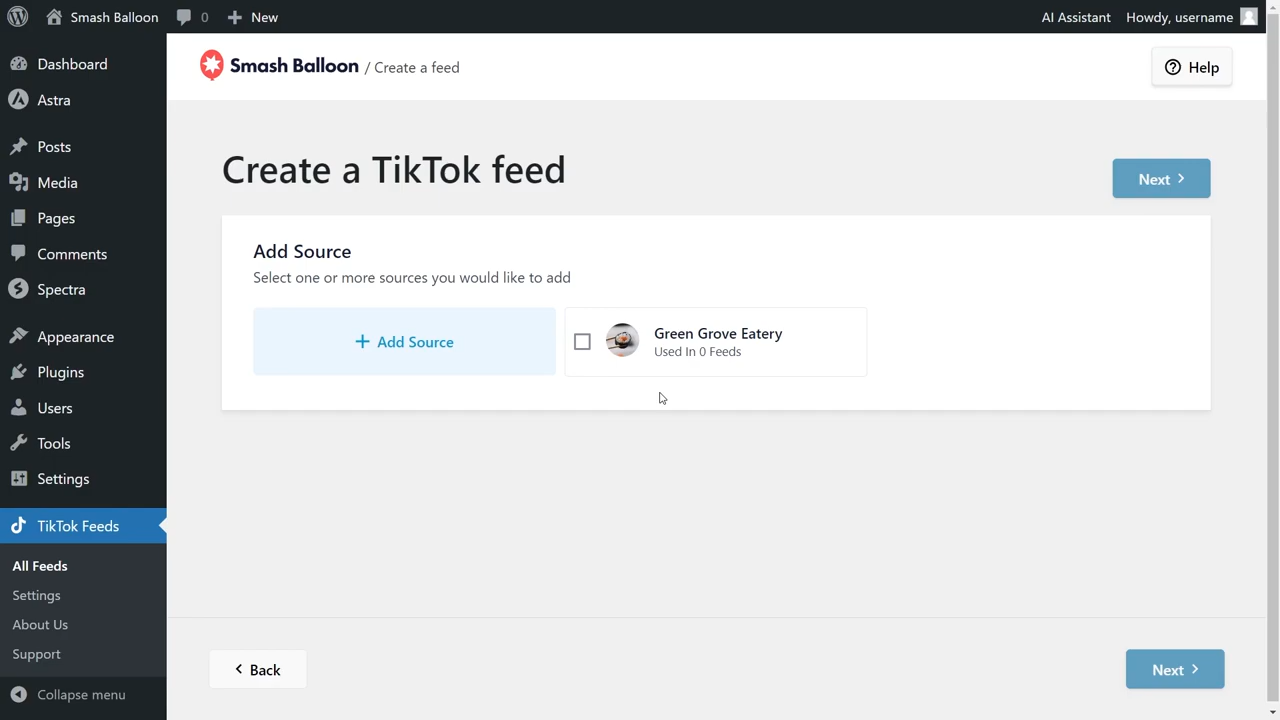 Smash Balloon 0 New AI Assistant Howdy, username
Dashboard
Astra
Posts
Media
Pages
Comments
Spectra
Appearance
Plugins
Users
Tools
Settings
TikTok Feeds
All Feeds
Settings
About Us
Support
Collapse menu
Smash Balloon / Create a feed
Help
Create a TikTok feed
Next
Add Source
Select one or more sources you would like to add
+ Add Source
Green Grove Eatery
Used In 0 Feeds
Back
Next